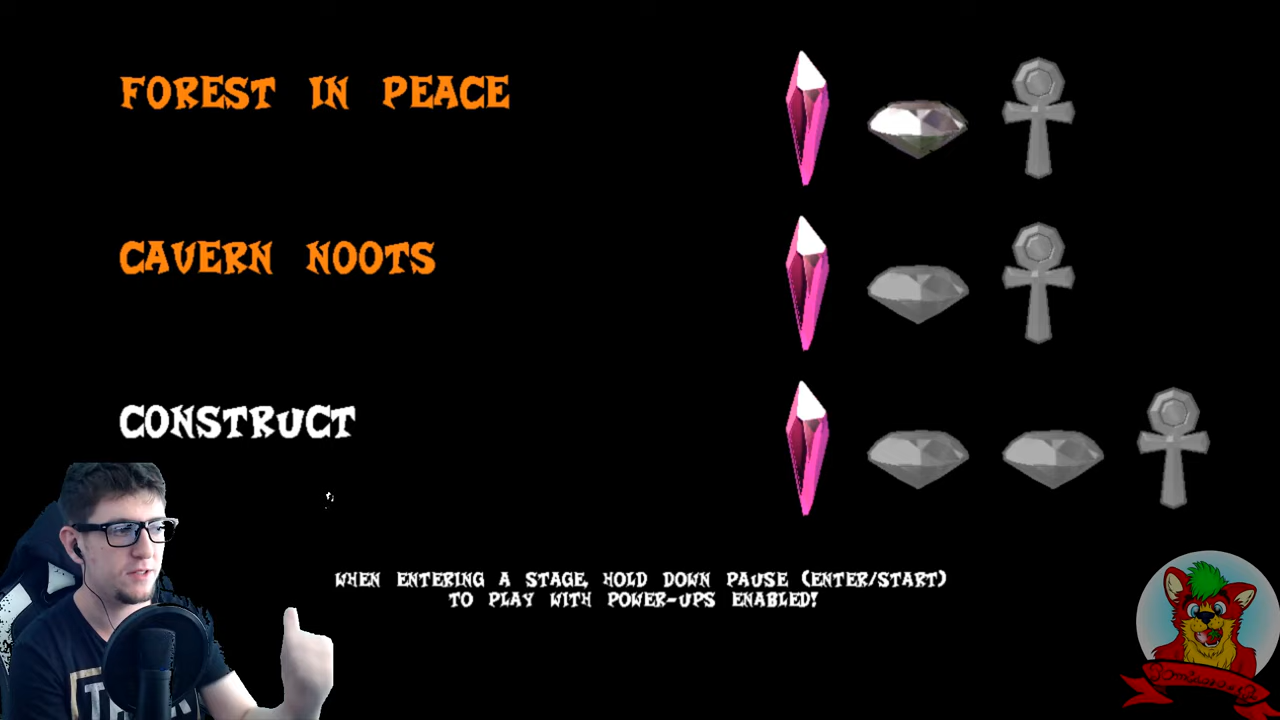 FOREST IN PEACE
CAVERN NOOTS
CONSTRUCT
WHEN ENTERING A STAGE, HOLD DOWN PAUSE (ENTER/START)
TO PLAY WITH POWER-UPS ENABLED!